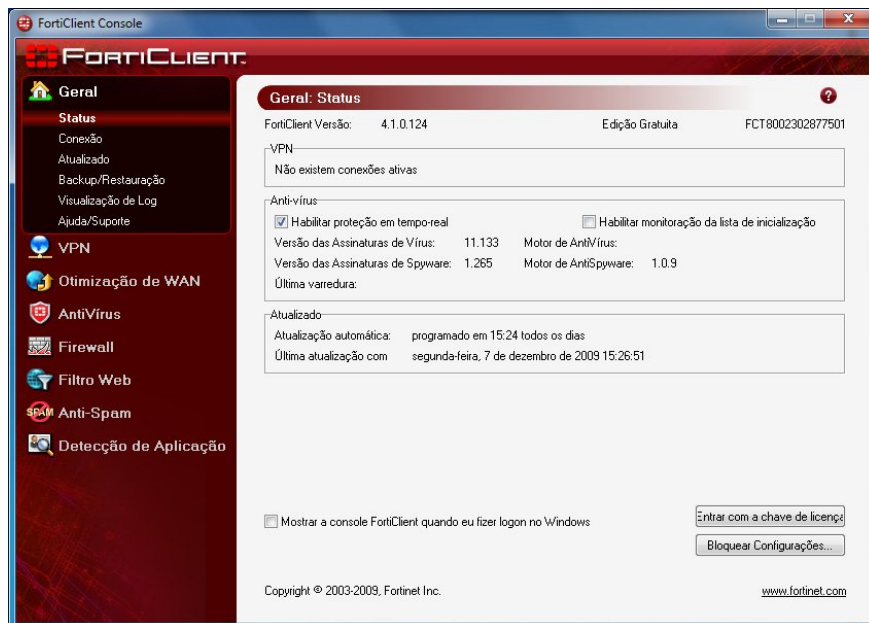 FortiClient Console
FORTICLIENT
Geral
Status
Conexão
Atualizado
Backup/Restauração
Visualização de Log
Ajuda/Suporte
VPN
Otimização de WAN
AntiVírus
Firewall
Filtro Web
SPAM Anti-Spam
Detecção de Aplicação
Geral: Status
?
FortiClient Versão: 4.1.0.124 Edição Gratuita FCT8002302877501
VPN
Não existem conexões ativas
Anti-vírus
Habilitar proteção em tempo-real Habilitar monitoração da lista de inicialização
Versão das Assinaturas de Vírus: 11.133 Motor de AntiVírus:
Versão das Assinaturas de Spyware: 1.265 Motor de AntiSpyware: 1.0.9
Última varredura:
Atualizado
Atualização automática: programado em 15:24 todos os dias
Última atualização com segunda-feira, 7 de dezembro de 2009 15:26:51
Mostrar a console FortiClient quando eu fizer logon no Windows
Entrar com a chave de licença
Bloquear Configurações...
Copyright © 2003-2009, Fortinet Inc. www.fortinet.com